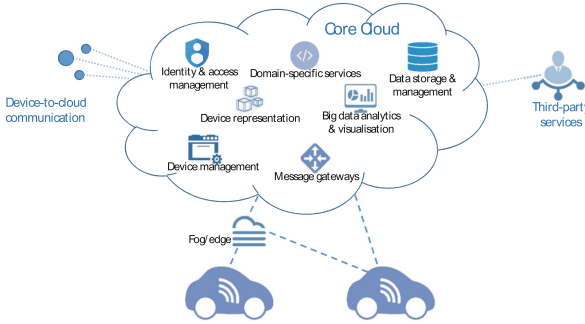 Core Cloud
Identity & access
management
Domain-specific services
Data storage &
management
Device-to-cloud
communication
Device representation
Big data analytics
& visualisation
Third-party
services
Device management
Message gateways
Fog/edge